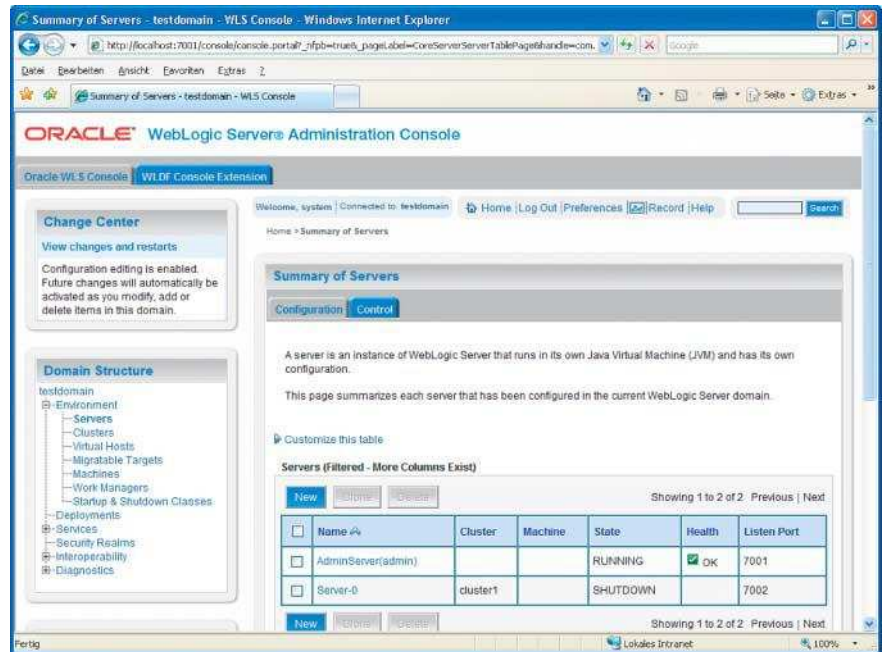 Summary of Servers - testdomain - WLS Console - Windows Internet Explorer
http://localhost:7001/console/console.portal?_nfpb=true&_pageLabel=CoreServerServerTablePage&handle=com.
Google
Datei Bearbeiten Ansicht Favoriten Extras ?
Summary of Servers - testdomain - WLS Console
Seite Extras
ORACLE WebLogic Server® Administration Console
Oracle WLS Console WLDF Console Extension
Change Center
View changes and restarts
Configuration editing is enabled.
Future changes will automatically be
activated as you modify, add or
delete items in this domain.
Domain Structure
testdomain
Environment
Servers
Clusters
Virtual Hosts
Migratable Targets
Machines
Work Managers
Startup & Shutdown Classes
Deployments
Services
Security Realms
Interoperability
Diagnostics
Welcome, system Connected to: testdomain Home Log Out Preferences Record Help Search
Home > Summary of Servers
Summary of Servers
Configuration Control
A server is an instance of WebLogic Server that runs in its own Java Virtual Machine (JVM) and has its own
configuration.
This page summarizes each server that has been configured in the current WebLogic Server domain.
Customize this table
Servers (Filtered - More Columns Exist)
New Clone Delete Showing 1 to 2 of 2 Previous | Next
Name Cluster Machine State Health Listen Port
AdminServer(admin) RUNNING OK 7001
Server-0 cluster1 SHUTDOWN 7002
New Clone Delete Showing 1 to 2 of 2 Previous | Next
Fertig Lokales Intranet 100%